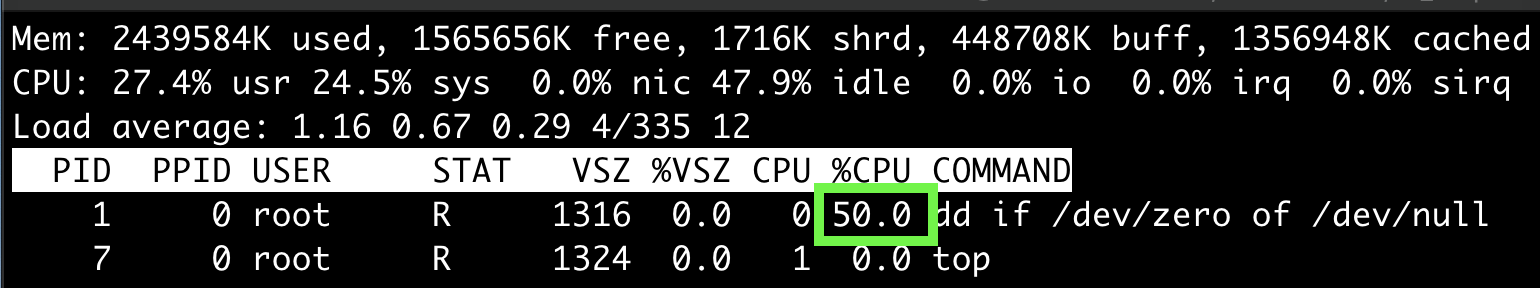 Mem: 2439584K used, 1565656K free, 1716K shrd, 448708K buff, 1356948K cached
CPU: 27.4% usr 24.5% sys  0.0% nic 47.9% idle  0.0% io  0.0% irq  0.0% sirq
Load average: 1.16 0.67 0.29 4/335 12
  PID  PPID USER     STAT   VSZ %VSZ CPU %CPU COMMAND
    1     0 root     R     1316  0.0   0 50.0 dd if /dev/zero of /dev/null
    7     0 root     R     1324  0.0   1  0.0 top